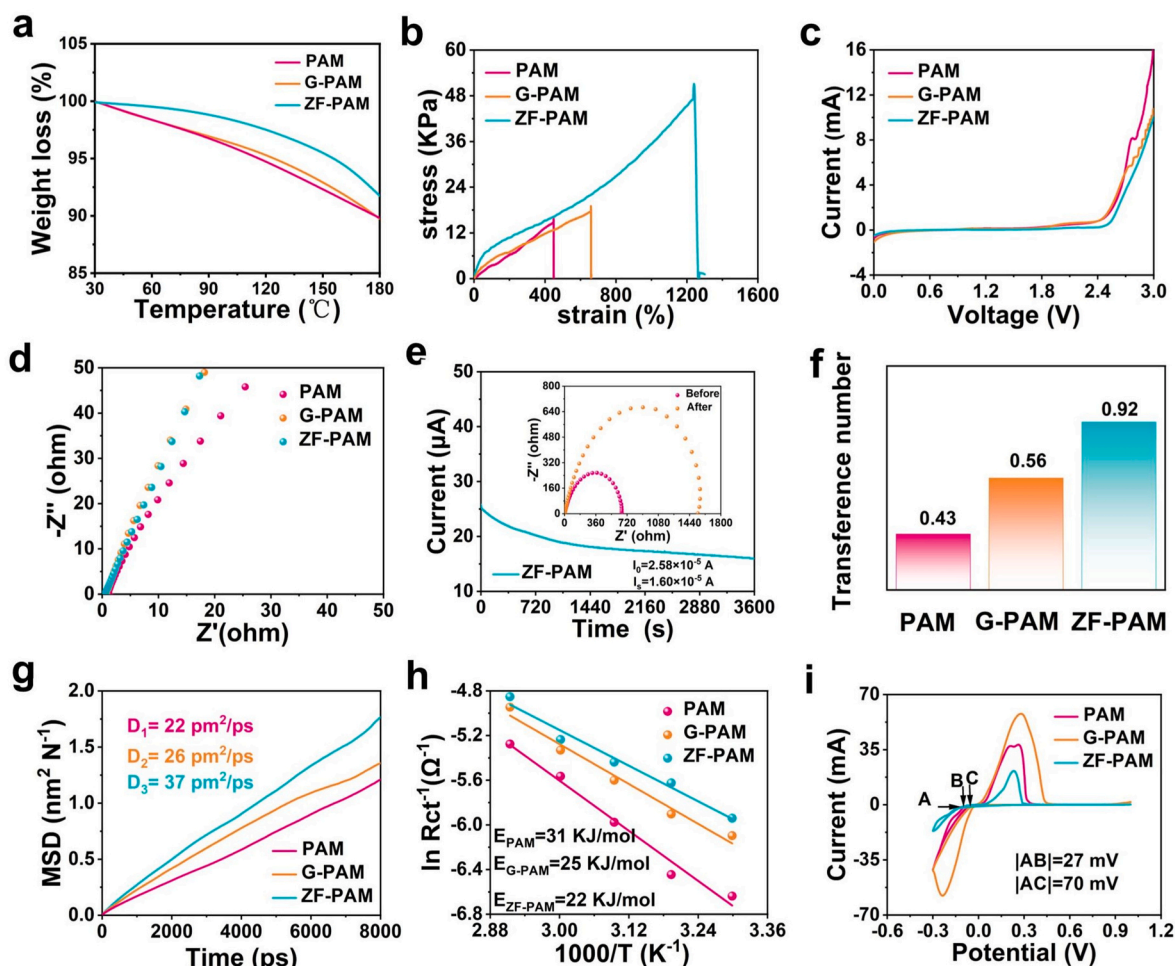 a
105
100
95
90
85
Weight loss (%)
PAM
G-PAM
ZF-PAM
30 60 90 120 150 180
Temperature (℃)
b
60
48
36
24
12
0
stress (KPa)
PAM
G-PAM
ZF-PAM
0 400 800 1200 1600
strain (%)
c
16
12
8
4
0
-4
Current (mA)
PAM
G-PAM
ZF-PAM
0.0 0.6 1.2 1.8 2.4 3.0
Voltage (V)
d
50
40
30
20
10
0
-Z'' (ohm)
PAM
G-PAM
ZF-PAM
0 10 20 30 40 50
Z'(ohm)
e
50
40
30
20
10
Current (μA)
800
640
480
320
160
0
-Z'' (ohm)
Before
After
0 360 720 1080 1440 1800
Z' (ohm)
ZF-PAM
I0=2.58×10-5 A
Is=1.60×10-5 A
0 720 1440 2160 2880 3600
Time (s)
f
Transference number
0.43
0.56
0.92
PAM G-PAM ZF-PAM
g
2.0
1.5
1.0
0.5
0.0
MSD (nm2 N-1)
D1= 22 pm2/ps
D2= 26 pm2/ps
D3= 37 pm2/ps
PAM
G-PAM
ZF-PAM
0 2000 4000 6000 8000
Time (ps)
h
-4.8
-5.2
-5.6
-6.0
-6.4
-6.8
ln Rct-1(Ω-1)
PAM
G-PAM
ZF-PAM
EPAM=31 KJ/mol
EG-PAM=25 KJ/mol
EZF-PAM=22 KJ/mol
2.88 3.00 3.12 3.24 3.36
1000/T (K-1)
i
70
35
0
-35
-70
Current (mA)
PAM
G-PAM
ZF-PAM
A B C
|AB|=27 mV
|AC|=70 mV
-0.6 -0.3 0.0 0.3 0.6 0.9 1.2
Potential (V)